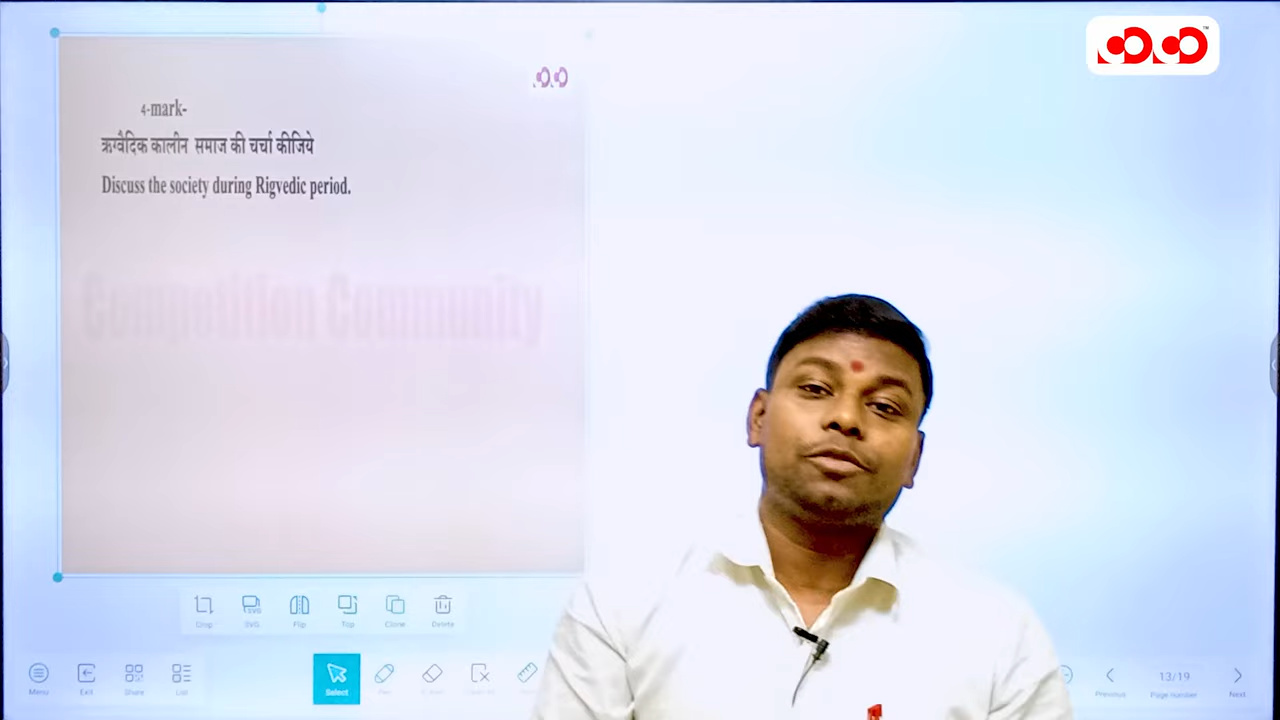 4-mark-
ऋग्वैदिक कालीन समाज की चर्चा कीजिये
Discuss the society during Rigvedic period.
Competition Community
Crop
SVG
Flip
Top
Clone
Delete
Menu
Exit
Share
List
Select
Pen
Previous
13/19
Page number
Next